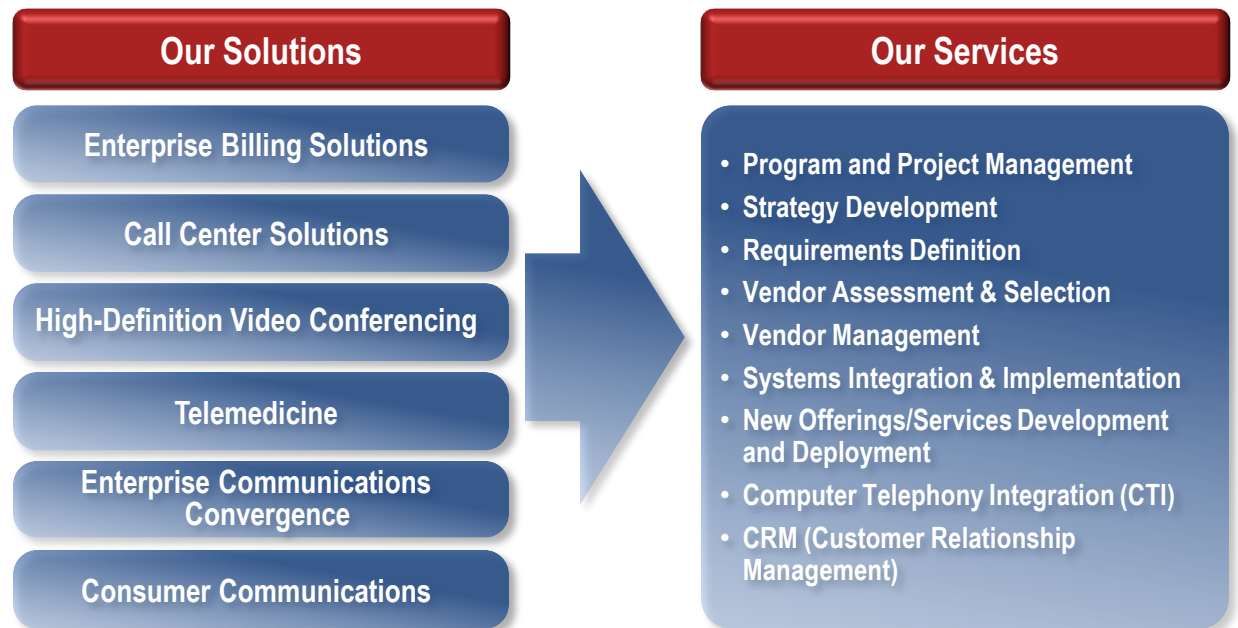 Our Solutions
Enterprise Billing Solutions
Call Center Solutions
High-Definition Video Conferencing
Telemedicine
Enterprise Communications
Convergence
Consumer Communications
Our Services
• Program and Project Management
• Strategy Development
• Requirements Definition
• Vendor Assessment & Selection
• Vendor Management
• Systems Integration & Implementation
• New Offerings/Services Development
and Deployment
• Computer Telephony Integration (CTI)
• CRM (Customer Relationship
Management)